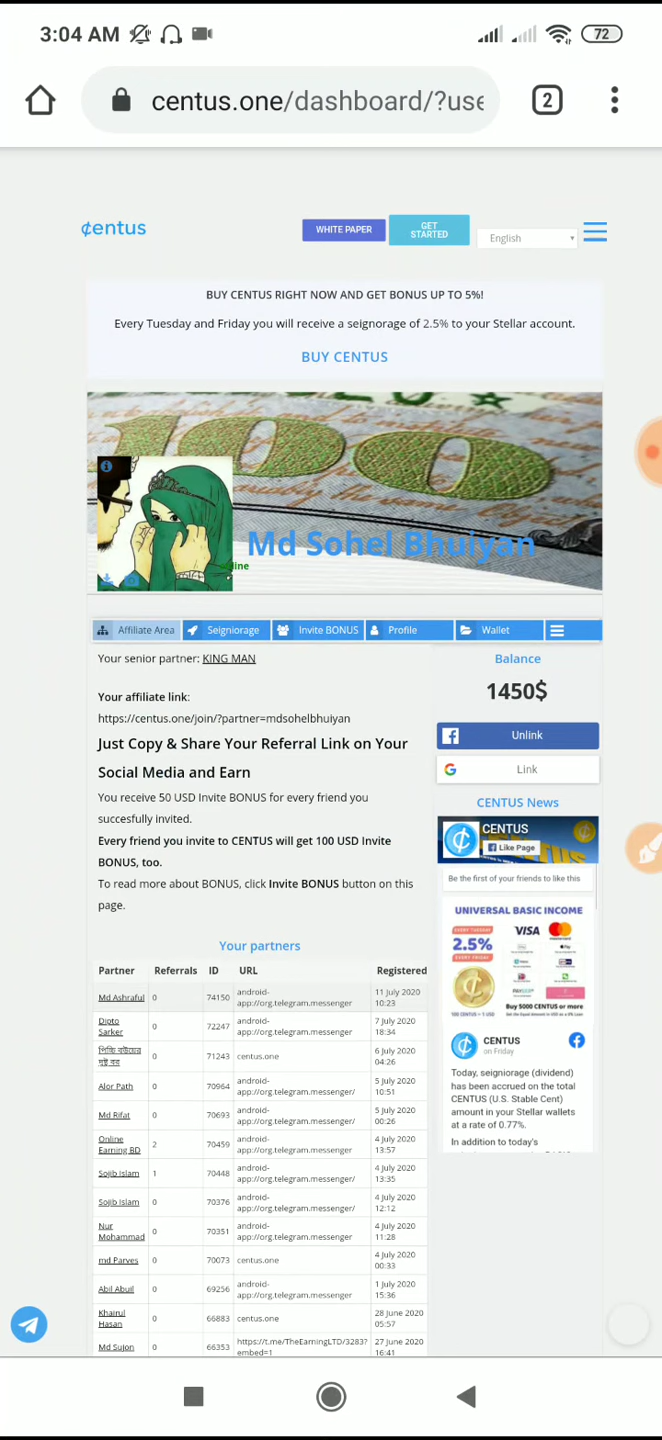 3:04 AM 72
centus.one/dashboard/?use 2
¢entus
WHITE PAPER
GET
STARTED
English
BUY CENTUS RIGHT NOW AND GET BONUS UP TO 5%!
Every Tuesday and Friday you will receive a seignorage of 2.5% to your Stellar account.
BUY CENTUS
100
Md Sohel Bhuiyan
Affiliate Area Seigniorage Invite BONUS Profile Wallet
Your senior partner: KING MAN
Your affiliate link:
https://centus.one/join/?partner=mdsohelbhuiyan
Just Copy & Share Your Referral Link on Your
Social Media and Earn
You receive 50 USD Invite BONUS for every friend you
succesfully invited.
Every friend you invite to CENTUS will get 100 USD Invite
BONUS, too.
To read more about BONUS, click Invite BONUS button on this
page.
Balance
1450$
Unlink
Link
CENTUS News
CENTUS
Like Page
Be the first of your friends to like this
UNIVERSAL BASIC INCOME
EVERY TUESDAY
2.5%
EVERY FRIDAY
VISA mastercard
100 CENTUS = 1 USD
Buy 5000 CENTUS or more
CENTUS
on Friday
Today, seigniorage (dividend)
has been accrued on the total
CENTUS (U.S. Stable Cent)
amount in your Stellar wallets
at a rate of 0.77%.
In addition to today's
Your partners
Partner Referrals ID URL Registered
Md Ashraful 0 74150 android-app://org.telegram.messenger 11 July 2020 10:23
Dipto Sarker 0 72247 android-app://org.telegram.messenger 7 July 2020 18:34
0 71243 centus.one 6 July 2020 04:26
Alor Path 0 70964 android-app://org.telegram.messenger/ 5 July 2020 10:51
Md Rifat 0 70693 android-app://org.telegram.messenger/ 5 July 2020 00:26
Online Earning BD 2 70459 android-app://org.telegram.messenger 4 July 2020 13:57
Sojib islam 1 70448 android-app://org.telegram.messenger 4 July 2020 13:35
Sojib Islam 0 70376 android-app://org.telegram.messenger/ 4 July 2020 12:12
Nur Mohammad 0 70351 android-app://org.telegram.messenger 4 July 2020 11:28
md Parves 0 70073 centus.one 4 July 2020 00:33
Abil Abuil 0 69256 android-app://org.telegram.messenger 1 July 2020 15:36
Khairul Hasan 0 66883 centus.one 28 June 2020 05:57
Md Sujon 0 66353 https://t.me/TheEarningLTD/3283?embed=1 27 June 2020 16:41